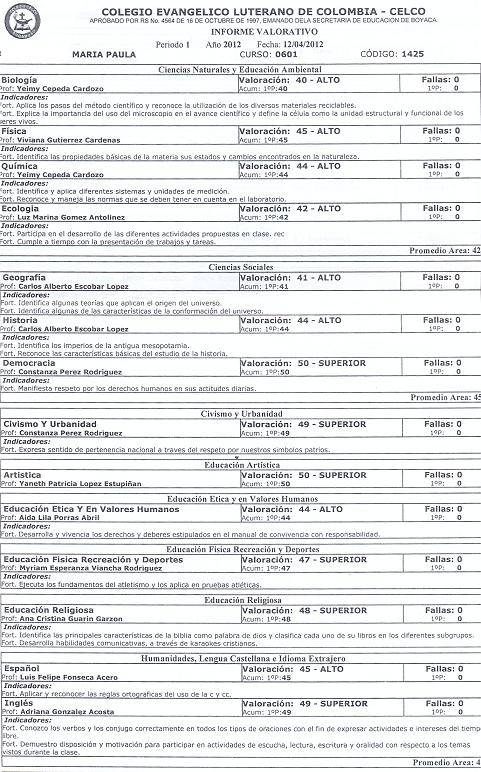 COLEGIO EVANGELICO LUTERANO DE COLOMBIA - CELCO
APROBADO POR RS No. 4564 DE 16 DE OCTUBRE DE 1997, EMANADO DELA SECRETARIA DE EDUCACION DE BOYACA.
INFORME VALORATIVO
Periodo 1 Año 2012 Fecha: 12/04/2012
MARIA PAULA CURSO: 0601 CÓDIGO: 1425
Ciencias Naturales y Educación Ambiental
Biología Valoración: 40 - ALTO Fallas: 0
Prof: Yeimy Cepeda Cardozo Acum: 1ºP:40 1ºP: 0
Indicadores:
Fort. Aplica los pasos del método científico y reconoce la utilización de los diversos materiales reciclables.
Fort. Explica la importancia del uso del microscopio en el avance científico y define la célula como la unidad estructural y funcional de los
seres vivos.
Física Valoración: 45 - ALTO Fallas: 0
Prof: Viviana Gutierrez Cardenas Acum: 1ºP:45 1ºP: 0
Indicadores:
Fort. Identifica las propiedades básicas de la materia sus estados y cambios encontrados en la naturaleza.
Química Valoración: 44 - ALTO Fallas: 0
Prof: Yeimy Cepeda Cardozo Acum: 1ºP:44 1ºP: 0
Indicadores:
Fort. Identifica y aplica diferentes sistemas y unidades de medición.
Fort. Reconoce y maneja las normas que se deben tener en cuenta en el laboratorio.
Ecologia Valoración: 42 - ALTO Fallas: 0
Prof: Luz Marina Gomez Antolinez Acum: 1ºP:42 1ºP: 0
Indicadores:
Fort. Participa en el desarrollo de las diferentes actividades propuestas en clase. rec
Fort. Cumple a tiempo con la presentación de trabajos y tareas.
Promedio Area: 42
Ciencias Sociales
Geografía Valoración: 41 - ALTO Fallas: 0
Prof: Carlos Alberto Escobar Lopez Acum: 1ºP:41 1ºP: 0
Indicadores:
Fort. Identifica algunas teorías que aplican el origen del universo.
Fort. Identifica algunas de las características de la conformación del universo.
Historia Valoración: 44 - ALTO Fallas: 0
Prof: Carlos Alberto Escobar Lopez Acum: 1ºP:44 1ºP: 0
Indicadores:
Fort. Identifica los imperios de la antigua mesopotamia.
Fort. Reconoce las características básicas del estudio de la historia.
Democracia Valoración: 50 - SUPERIOR Fallas: 0
Prof: Constanza Perez Rodriguez Acum: 1ºP:50 1ºP: 0
Indicadores:
Fort. Manifiesta respeto por los derechos humanos en sus actitudes diarias.
Promedio Area: 45
Civismo y Urbanidad
Civismo Y Urbanidad Valoración: 49 - SUPERIOR Fallas: 0
Prof: Constanza Perez Rodriguez Acum: 1ºP:49 1ºP: 0
Indicadores:
Fort. Expresa sentido de pertenencia nacional a traves del respeto por nuestros simbolos patrios.
Educación Artística
Artistica Valoración: 50 - SUPERIOR Fallas: 0
Prof: Yaneth Patricia Lopez Estupiñan Acum: 1ºP:50 1ºP: 0
Educación Etica y en Valores Humanos
Educación Etica Y En Valores Humanos Valoración: 44 - ALTO Fallas: 0
Prof: Aida Lila Porras Abril Acum: 1ºP:44 1ºP: 0
Indicadores:
Fort. Desarrolla y vivencia los derechos y deberes estipulados en el manual de convivencia con responsabilidad.
Educación Fisica Recreación y Deportes
Educación Fisica Recreación y Deportes Valoración: 47 - SUPERIOR Fallas: 0
Prof: Myriam Esperanza Viancha Rodriguez Acum: 1ºP:47 1ºP: 0
Indicadores:
Fort. Ejecuta los fundamentos del atletismo y los aplica en pruebas atléticas.
Educación Religiosa
Educación Religiosa Valoración: 48 - SUPERIOR Fallas: 0
Prof: Ana Cristina Guarin Garzon Acum: 1ºP:48 1ºP: 0
Indicadores:
Fort. Identifica las principales características de la biblia como palabra de dios y clasifica cada uno de su libros en los diferentes subgrupos.
Fort. Desarrolla habilidades comunicativas, a través de karaokes cristianos.
Humanidades, Lengua Castellana e Idioma Extrajero
Español Valoración: 45 - ALTO Fallas: 0
Prof: Luis Felipe Fonseca Acero Acum: 1ºP:45 1ºP: 0
Indicadores:
Fort. Aplicar y reconocer las reglas ortograficas del uso de la c y cc.
Inglés Valoración: 49 - SUPERIOR Fallas: 0
Prof: Adriana Gonzalez Acosta Acum: 1ºP:49 1ºP: 0
Indicadores:
Fort. Conozco los verbos y los conjugo correctamente en todos los tipos de oraciones con el fin de expresar actividades e intereses del tiempo
libre.
Fort. Demuestro disposición y motivación para participar en actividades de escucha, lectura, escritura y oralidad con respecto a los temas
vistos durante la clase.
Promedio Area: 4